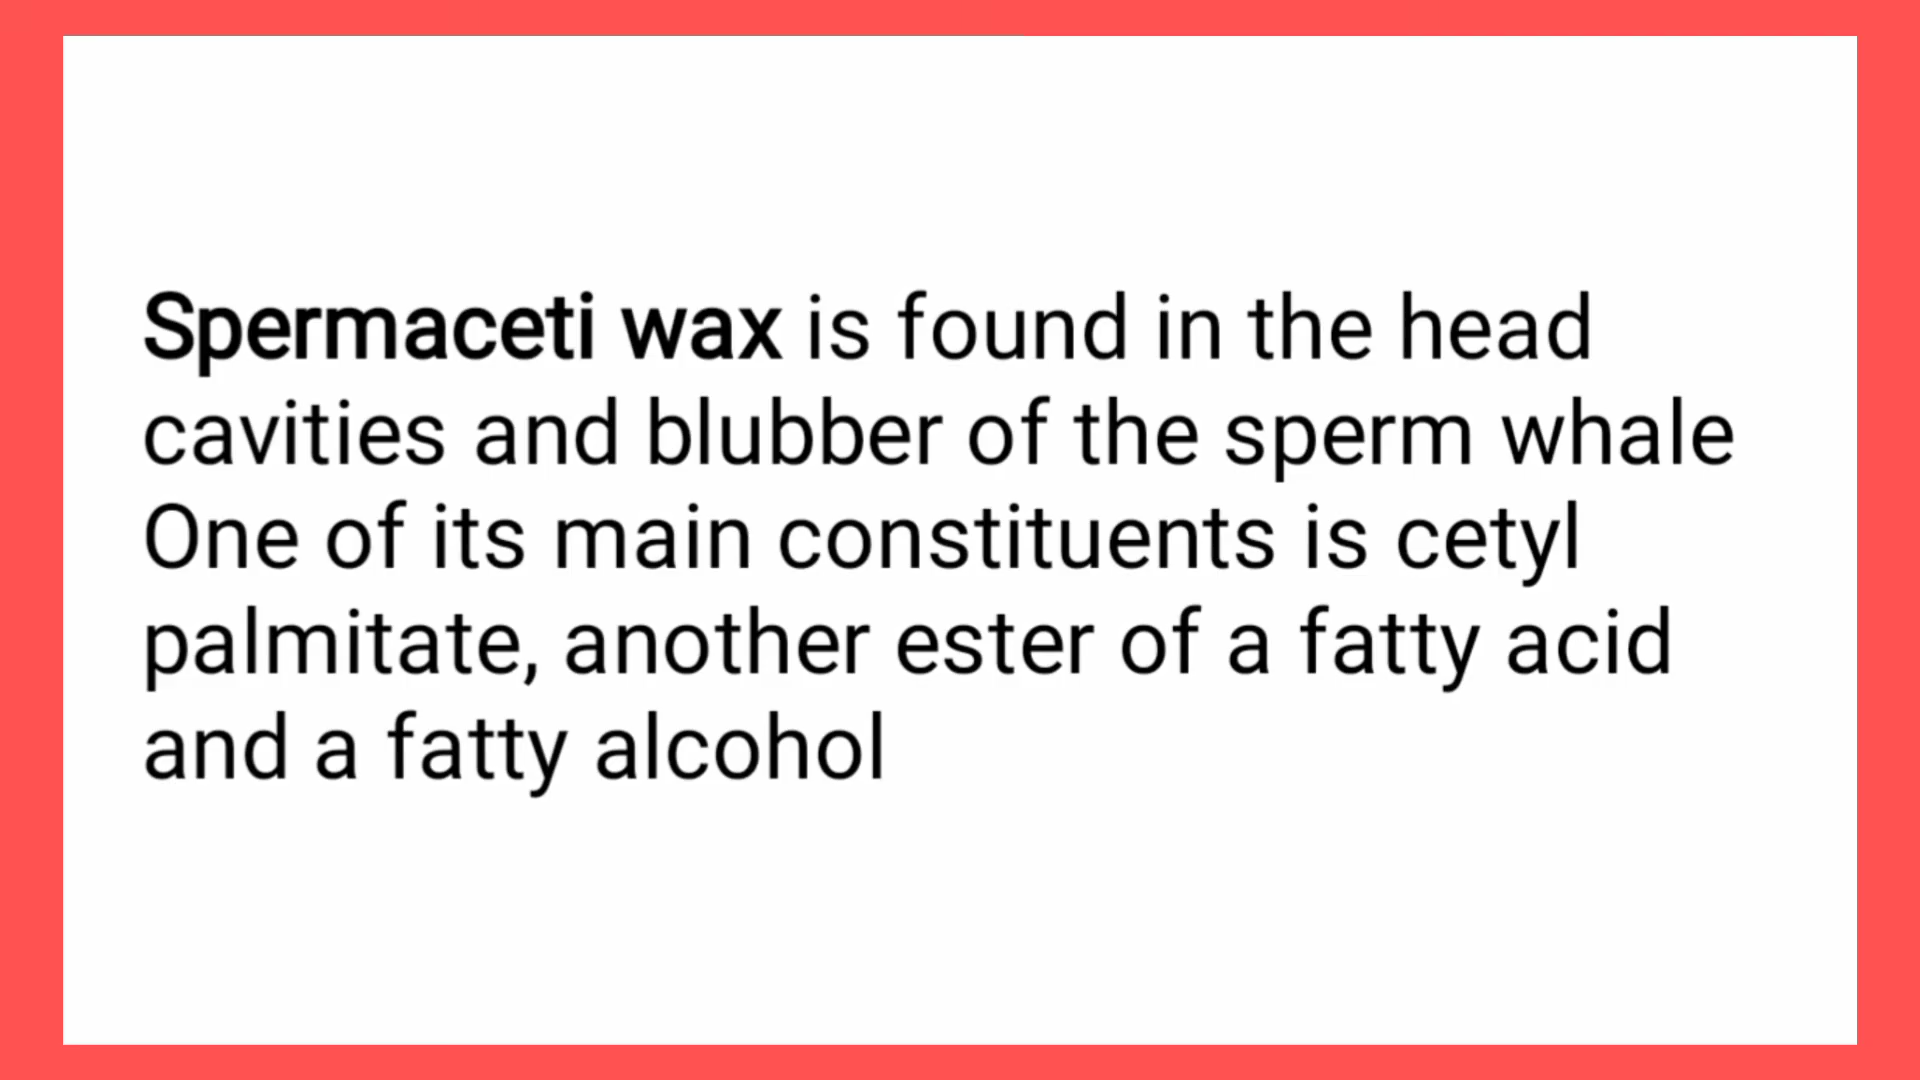 Spermaceti wax is found in the head
cavities and blubber of the sperm whale
One of its main constituents is cetyl
palmitate, another ester of a fatty acid
and a fatty alcohol